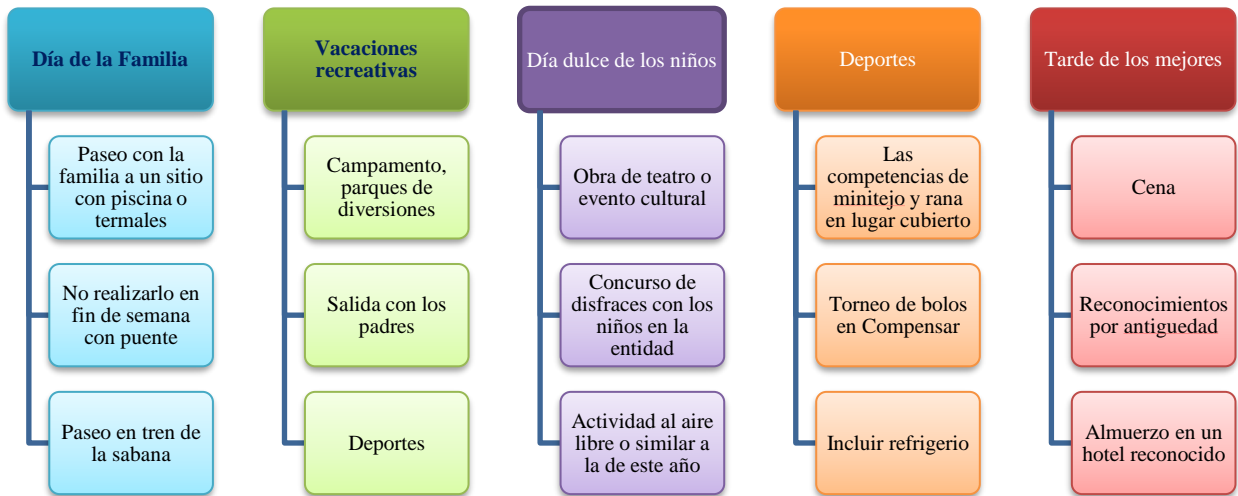 Día de la Familia
Paseo con la
familia a un sitio
con piscina o
termales
No realizarlo en
fin de semana
con puente
Paseo en tren de
la sabana
Vacaciones
recreativas
Campamento,
parques de
diversiones
Salida con los
padres
Deportes
Día dulce de los niños
Obra de teatro o
evento cultural
Concurso de
disfraces con los
niños en la
entidad
Actividad al aire
libre o similar a
la de este año
Deportes
Las
competencias de
minitejo y rana
en lugar cubierto
Torneo de bolos
en Compensar
Incluir refrigerio
Tarde de los mejores
Cena
Reconocimientos
por antiguedad
Almuerzo en un
hotel reconocido